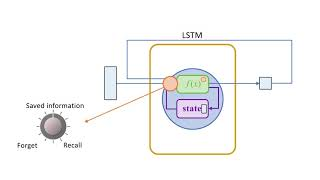 LSTM
f(t)
state
Saved information
Forget
Recall